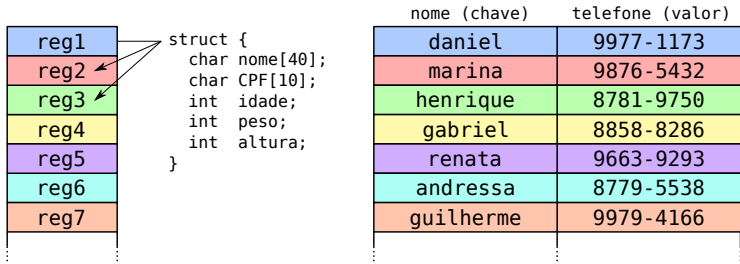 reg1
reg2
reg3
reg4
reg5
reg6
reg7
struct {
  char nome[40];
  char CPF[10];
  int  idade;
  int  peso;
  int  altura;
}
nome (chave) telefone (valor)
daniel 9977-1173
marina 9876-5432
henrique 8781-9750
gabriel 8858-8286
renata 9663-9293
andressa 8779-5538
guilherme 9979-4166